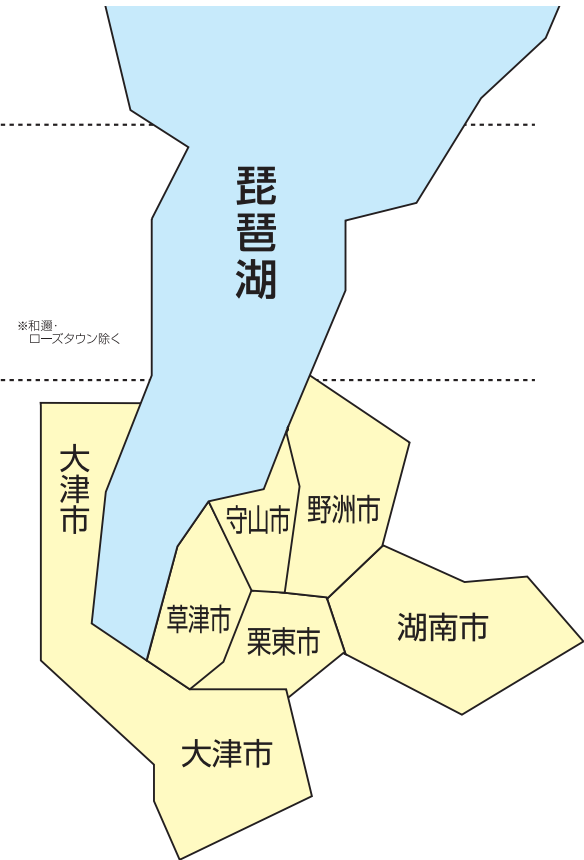 琵琶湖
※和邇・
ローズタウン除く
大津市
守山市
野洲市
草津市
栗東市
湖南市
大津市